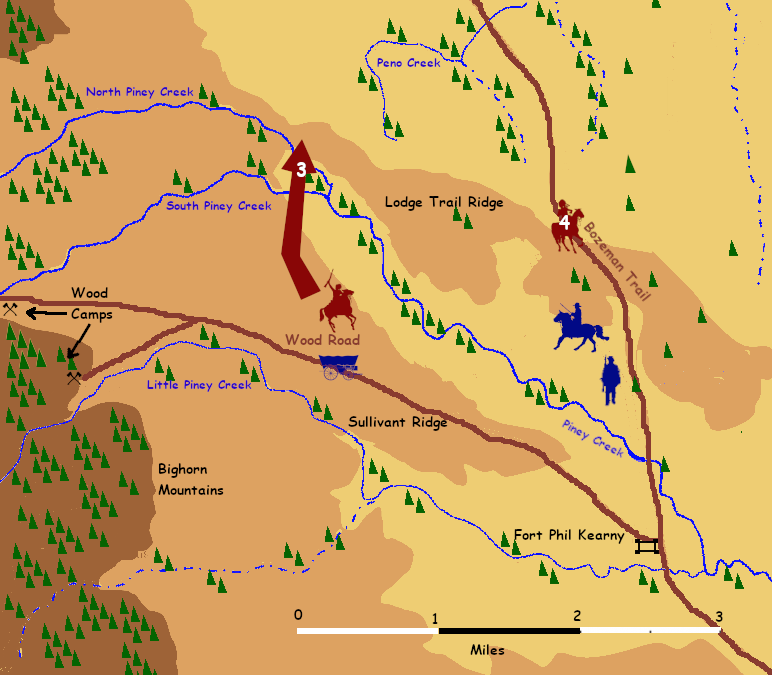 Peno Creek
North Piney Creek
3
Lodge Trail Ridge
South Piney Creek
4
Bozeman Trail
Wood
Camps
Wood Road
Little Piney Creek
Sullivant Ridge
Piney Creek
Bighorn
Mountains
Fort Phil Kearny
0 1 2 3
Miles